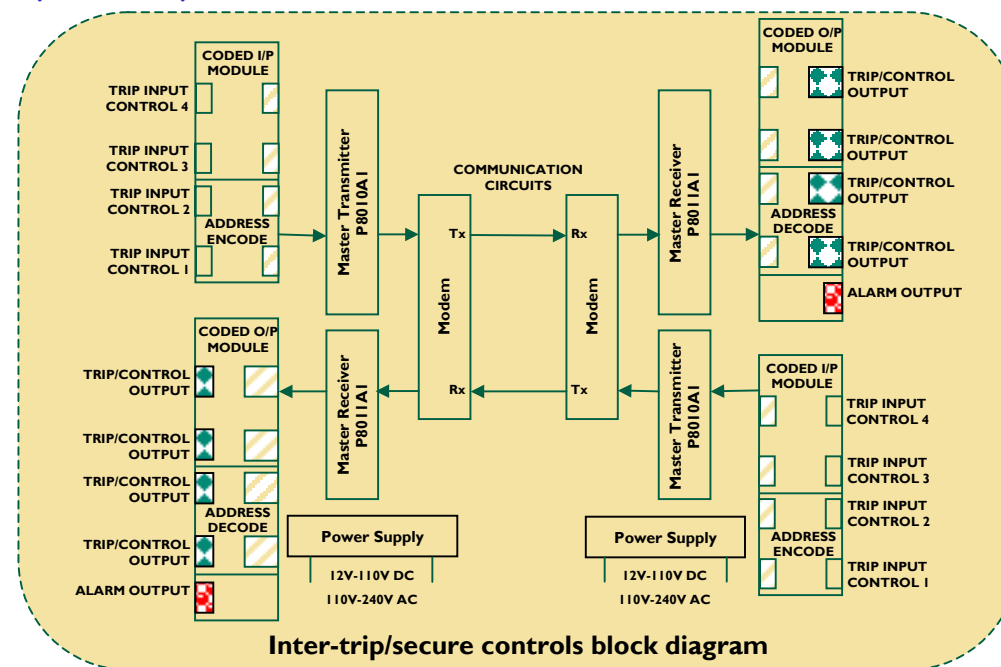 CODED I/P
MODULE
TRIP INPUT
CONTROL 4
TRIP INPUT
CONTROL 3
TRIP INPUT
CONTROL 2
ADDRESS
ENCODE
TRIP INPUT
CONTROL 1
Master Transmitter
P8010A1
COMMUNICATION
CIRCUITS
Tx
Modem
Rx
Rx
Modem
Tx
Master Receiver
P8011A1
CODED O/P
MODULE
TRIP/CONTROL
OUTPUT
TRIP/CONTROL
OUTPUT
TRIP/CONTROL
OUTPUT
ADDRESS
DECODE
TRIP/CONTROL
OUTPUT
ALARM OUTPUT
CODED O/P
MODULE
TRIP/CONTROL
OUTPUT
TRIP/CONTROL
OUTPUT
TRIP/CONTROL
OUTPUT
ADDRESS
DECODE
TRIP/CONTROL
OUTPUT
ALARM OUTPUT
Master Receiver
P8011A1
Master Transmitter
P8010A1
CODED I/P
MODULE
TRIP INPUT
CONTROL 4
TRIP INPUT
CONTROL 3
TRIP INPUT
CONTROL 2
ADDRESS
ENCODE
TRIP INPUT
CONTROL 1
Power Supply
12V-110V DC
110V-240V AC
Power Supply
12V-110V DC
110V-240V AC
Inter-trip/secure controls block diagram